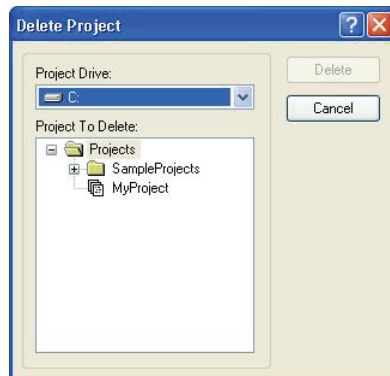 Delete Project
Project Drive:
C:
Project To Delete:
Projects
SampleProjects
MyProject
Delete
Cancel